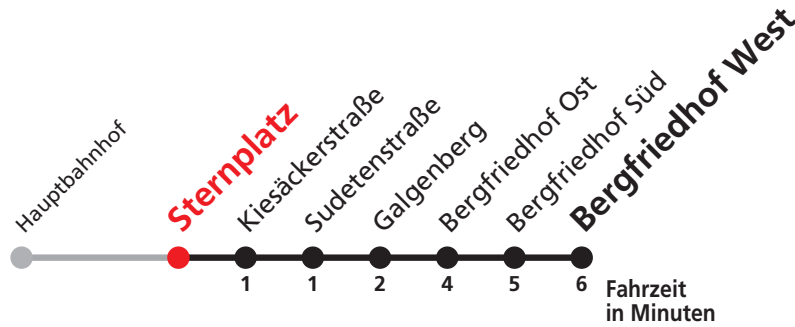 Hauptbahnhof
Sternplatz
Kiesäckerstraße
Sudetenstraße
Galgenberg
Bergfriedhof Ost
Bergfriedhof Süd
Bergfriedhof West
1 1 2 4 5 6
Fahrzeit
in Minuten